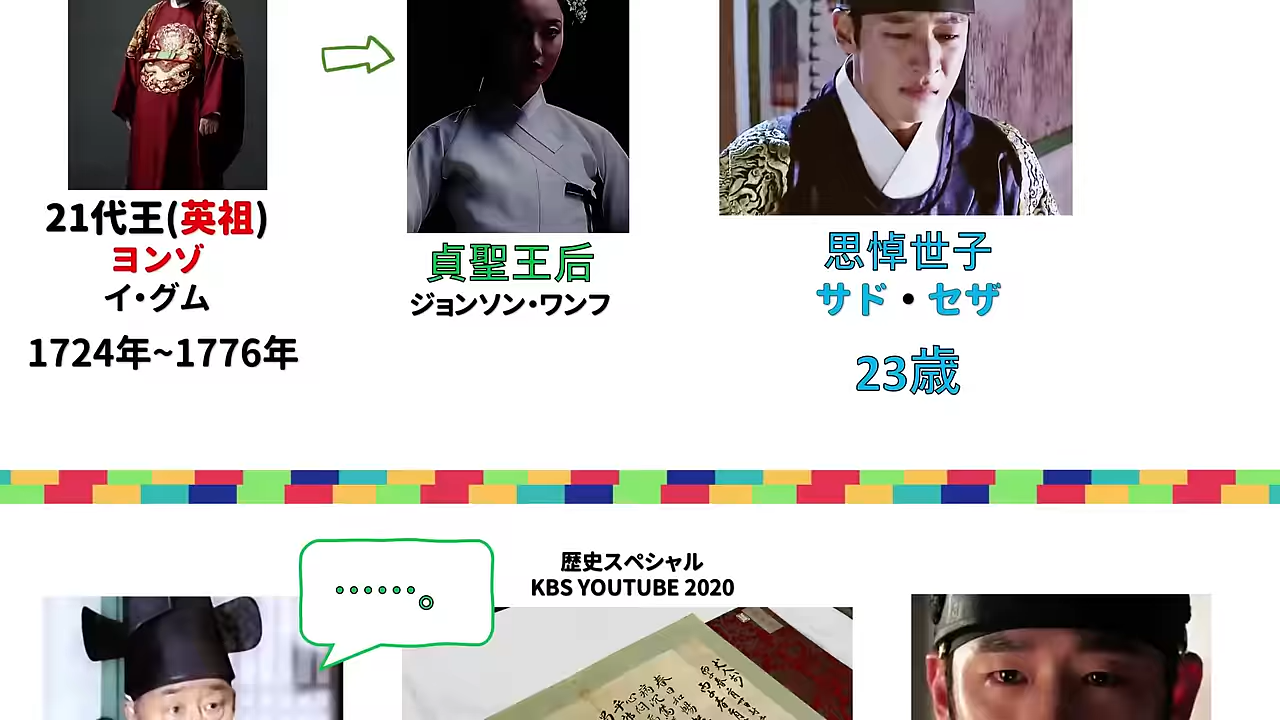 21代王(英祖)
ヨンゾ
イ・グム
1724年~1776年
貞聖王后
ジョンソン・ワンフ
思悼世子
サド・セザ
23歳
……。
歴史スペシャル
KBS YOUTUBE 2020